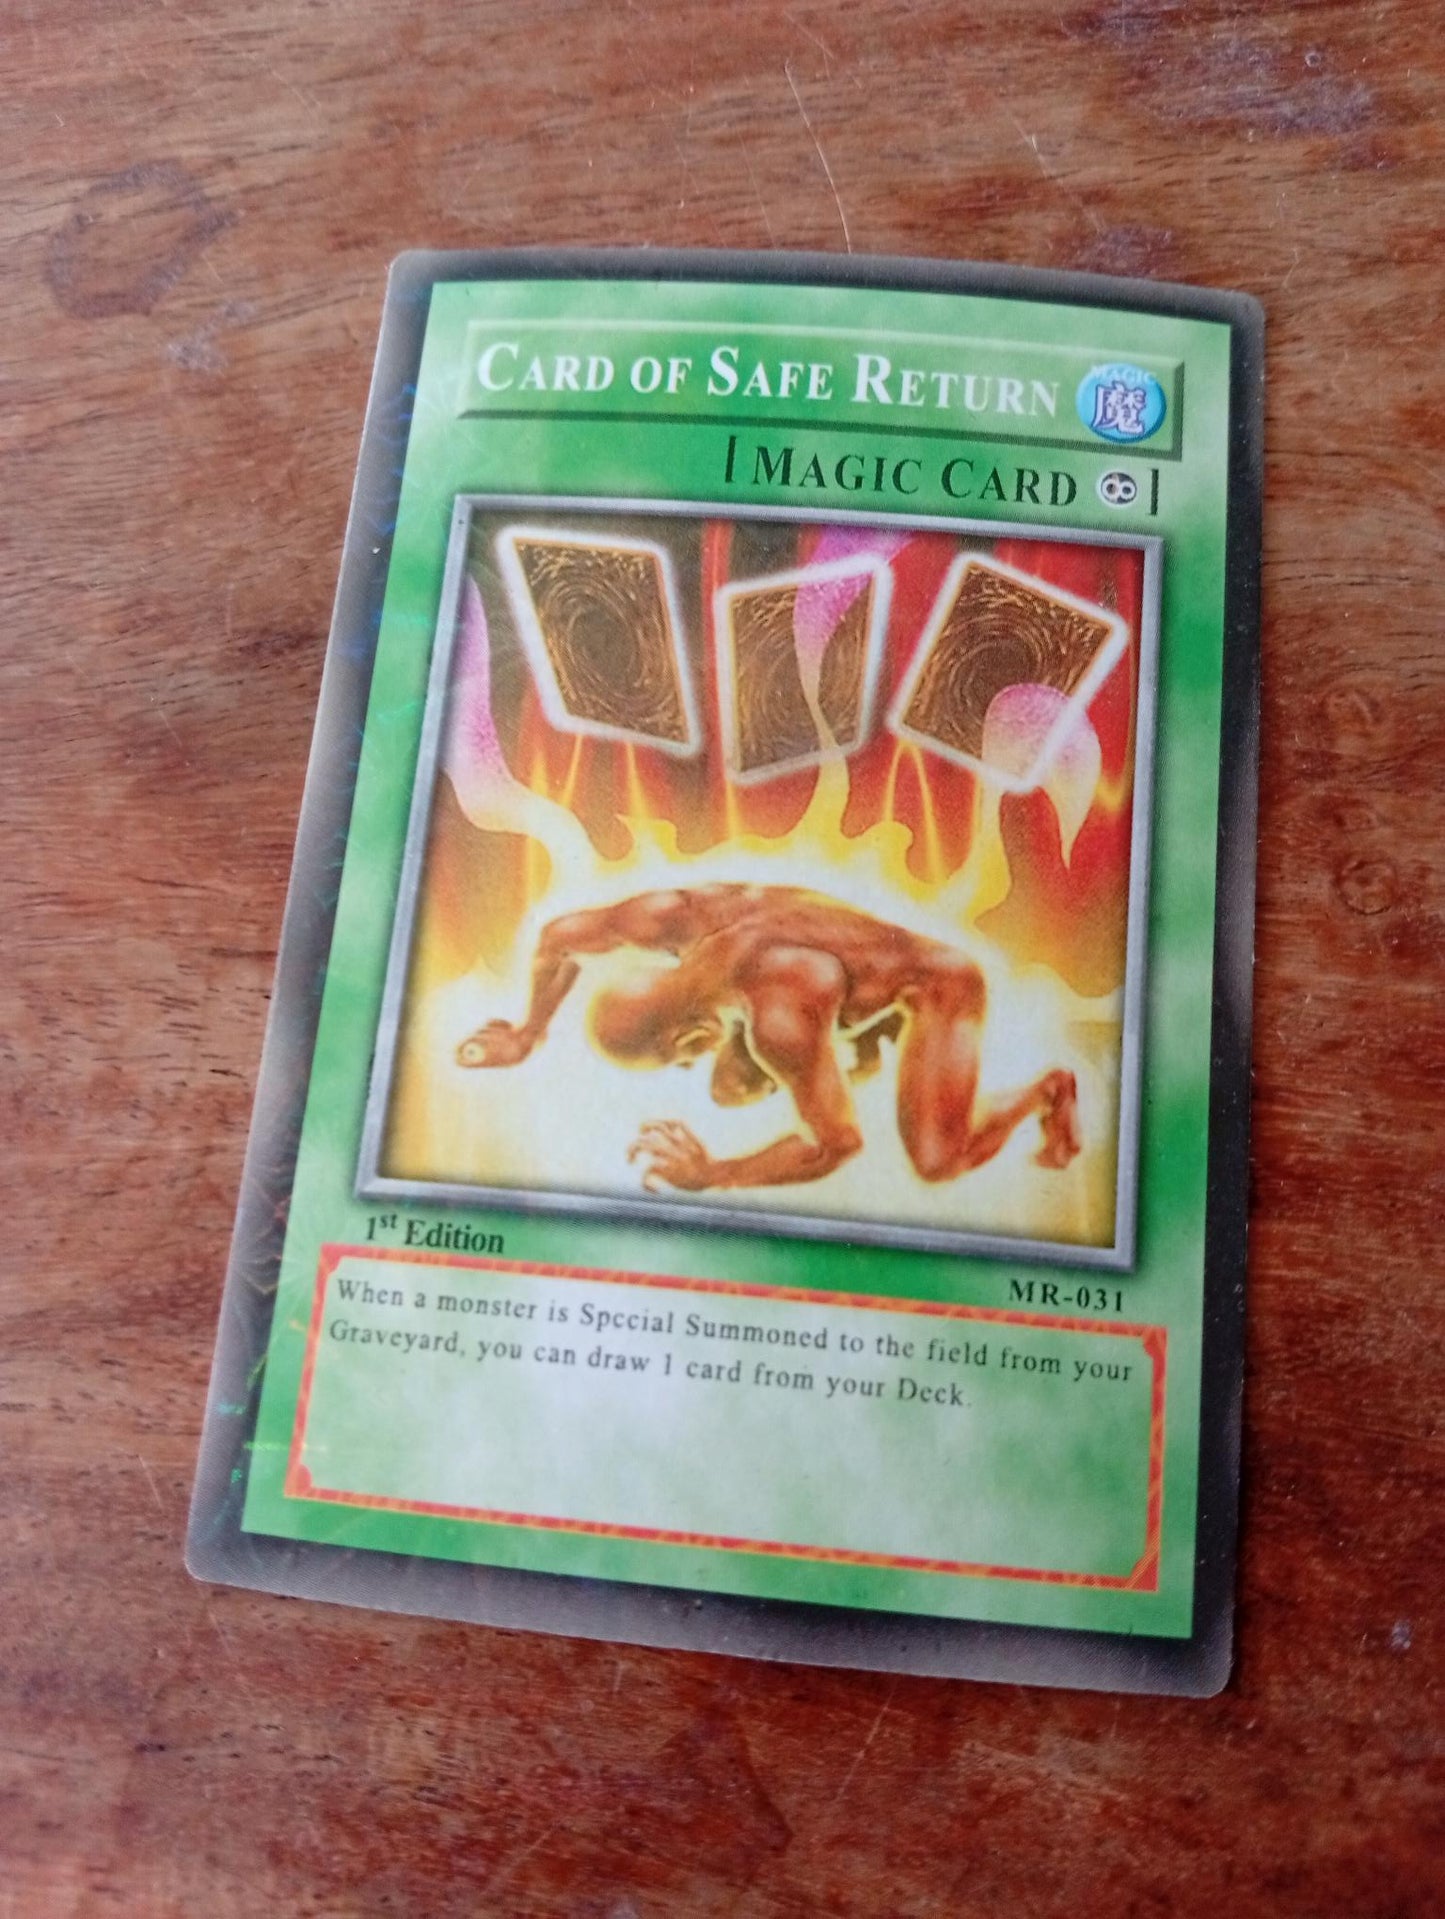 CARD OF SAFE RETURN
MAGIC
魔
[MAGIC CARD ∞]
1st Edition
MR-031
When a monster is Special Summoned to the field from your
Graveyard, you can draw 1 card from your Deck.